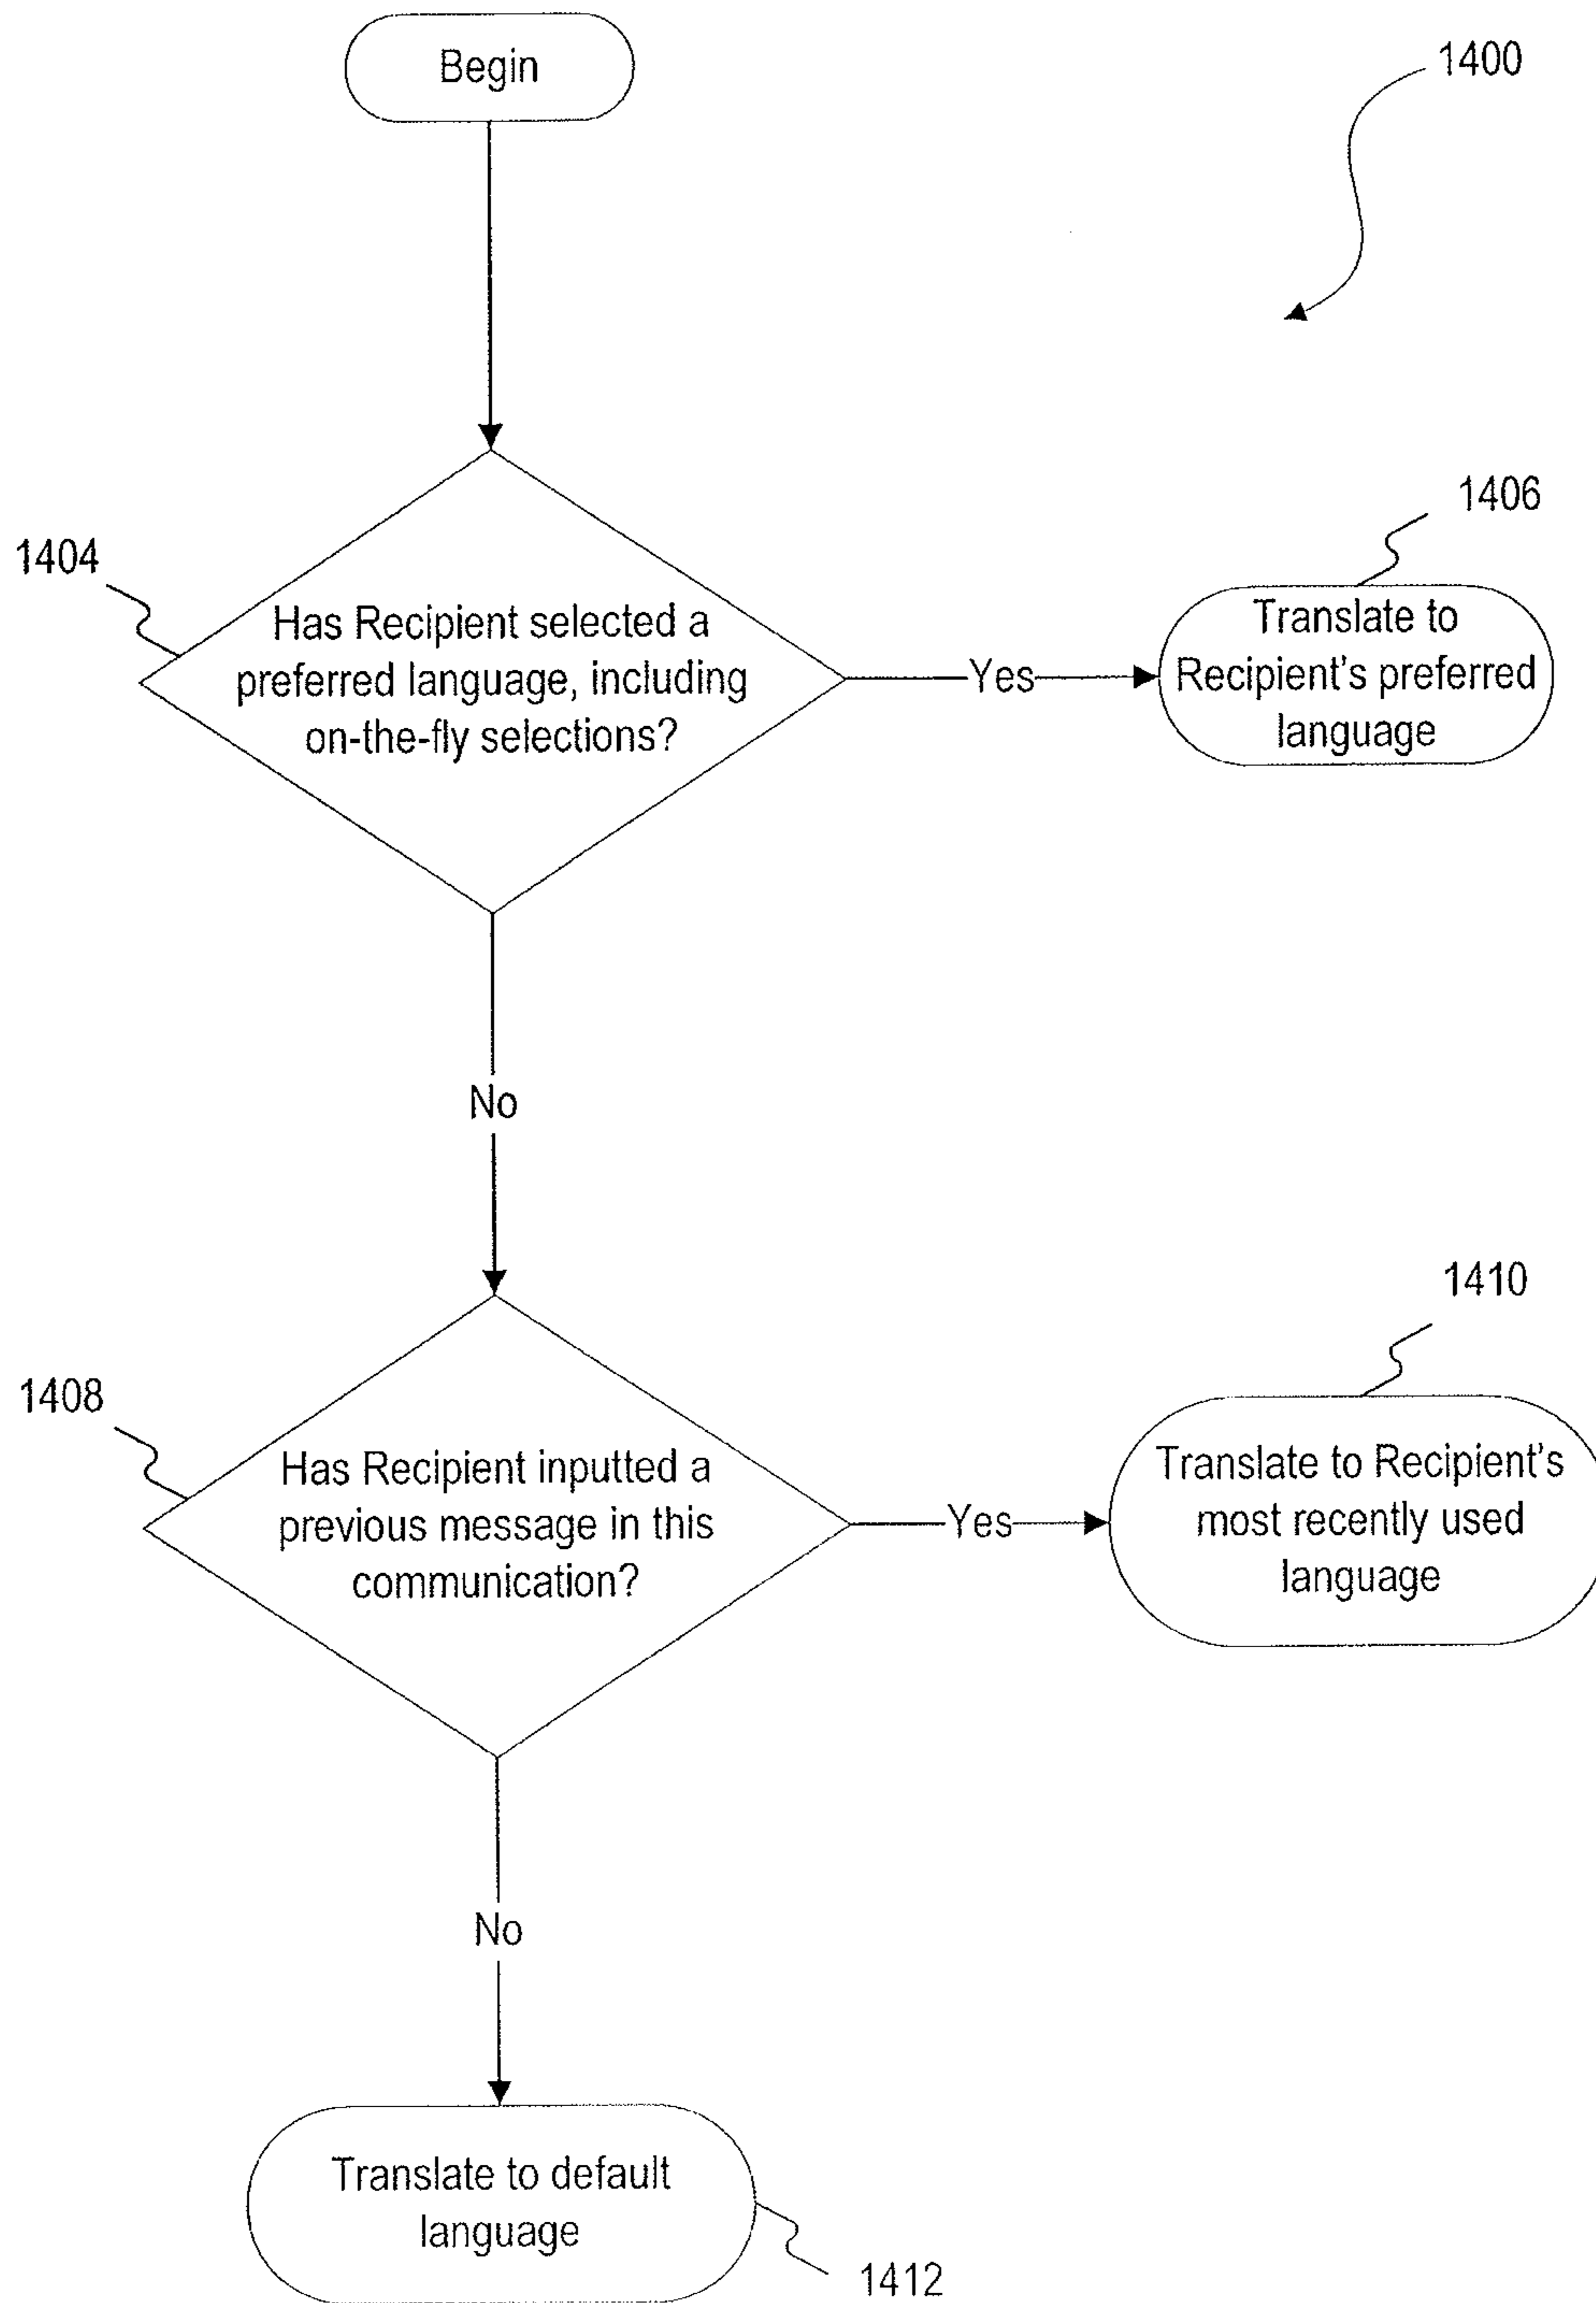 Begin
1400
1404
Has Recipient selected a
preferred language, including
on-the-fly selections?
Yes
1406
Translate to
Recipient's preferred
language
No
1408
Has Recipient inputted a
previous message in this
communication?
Yes
1410
Translate to Recipient's
most recently used
language
No
Translate to default
language
1412